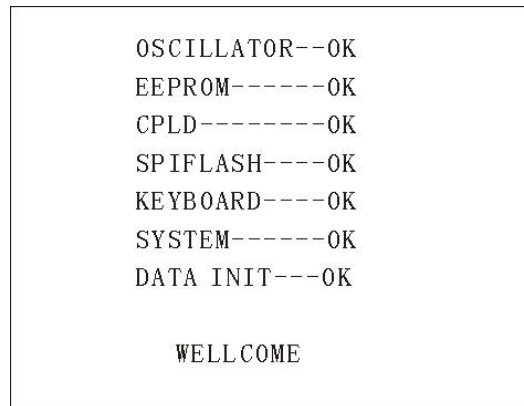 OSCILLATOR--OK
EEPROM------OK
CPLD--------OK
SPIFLASH----OK
KEYBOARD----OK
SYSTEM------OK
DATA INIT---OK
WELLCOME